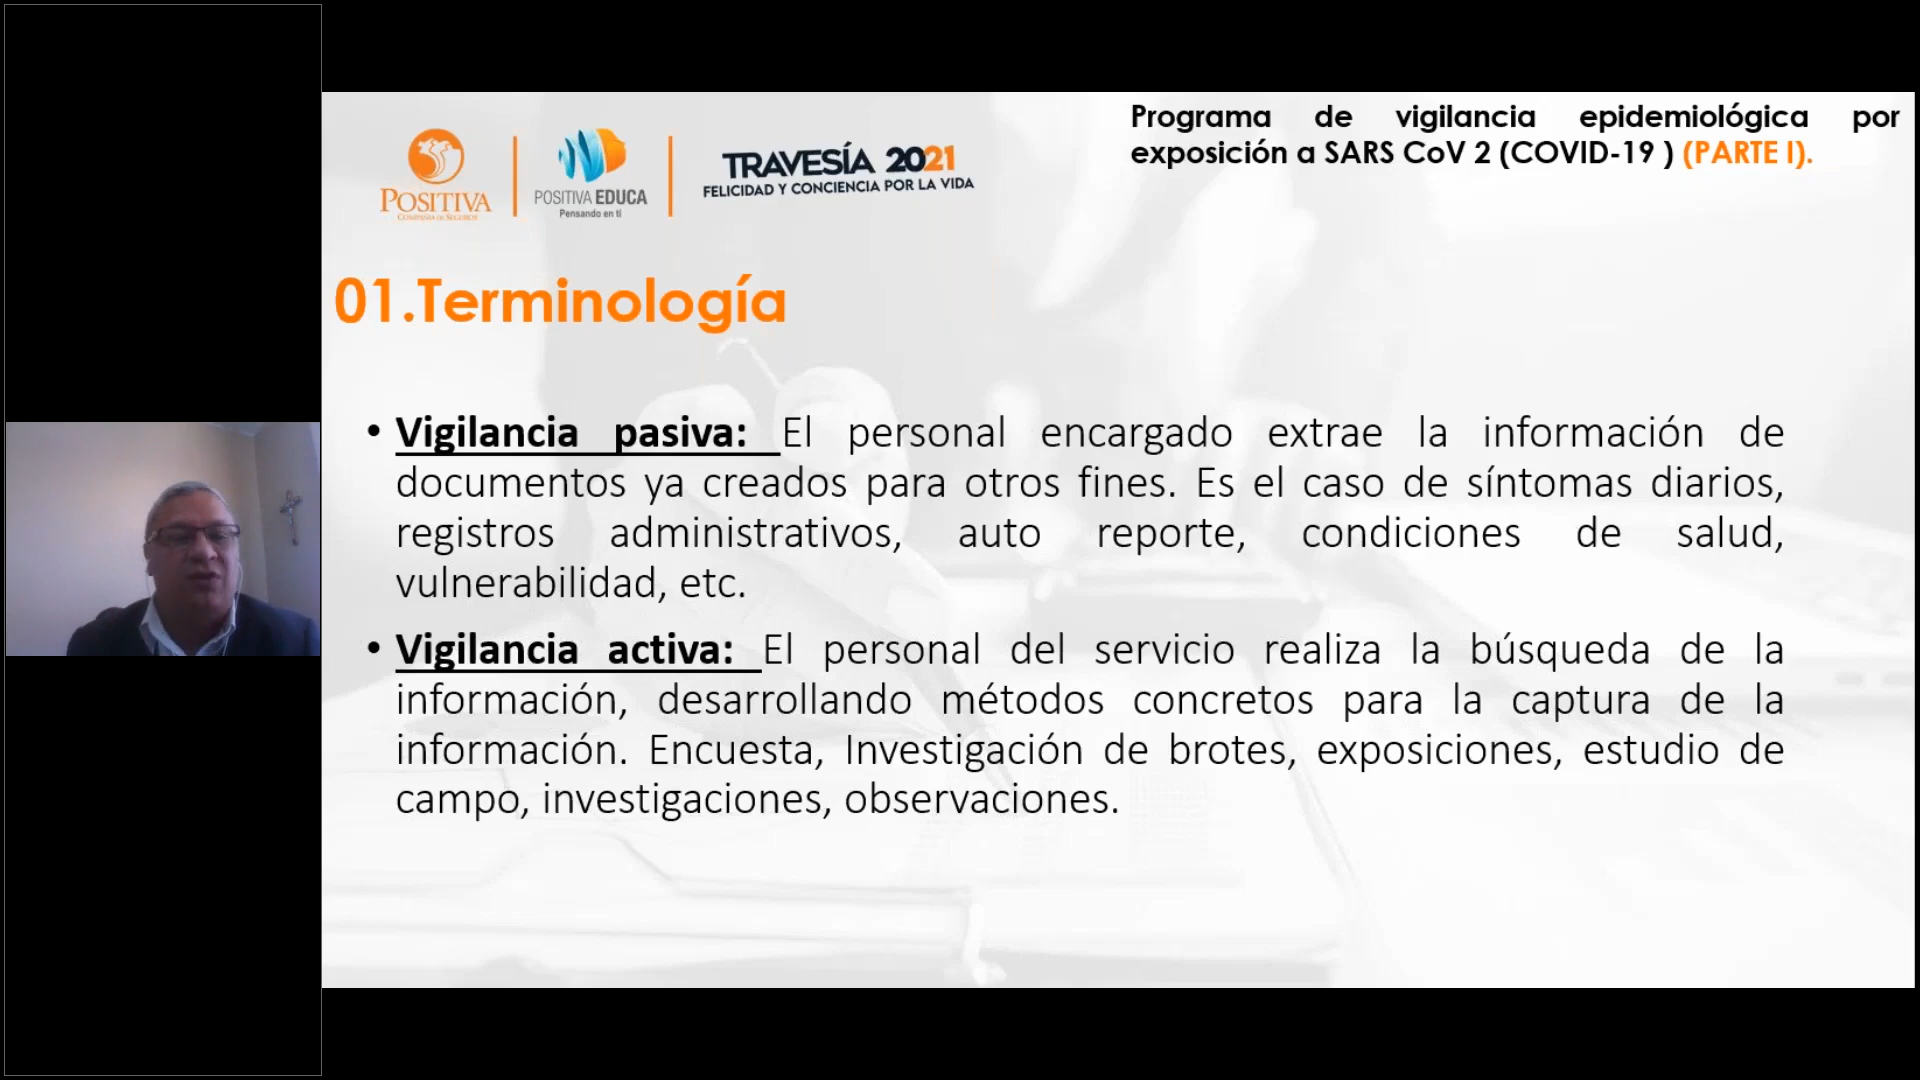 POSITIVA
COMPAÑÍA DE SEGUROS
POSITIVA EDUCA
Pensando en ti
TRAVESÍA 2021
FELICIDAD Y CONCIENCIA POR LA VIDA
Programa de vigilancia epidemiológica por
exposición a SARS CoV 2 (COVID-19 ) (PARTE I).
01.Terminología
• Vigilancia pasiva: El personal encargado extrae la información de
documentos ya creados para otros fines. Es el caso de síntomas diarios,
registros administrativos, auto reporte, condiciones de salud,
vulnerabilidad, etc.
• Vigilancia activa: El personal del servicio realiza la búsqueda de la
información, desarrollando métodos concretos para la captura de la
información. Encuesta, Investigación de brotes, exposiciones, estudio de
campo, investigaciones, observaciones.